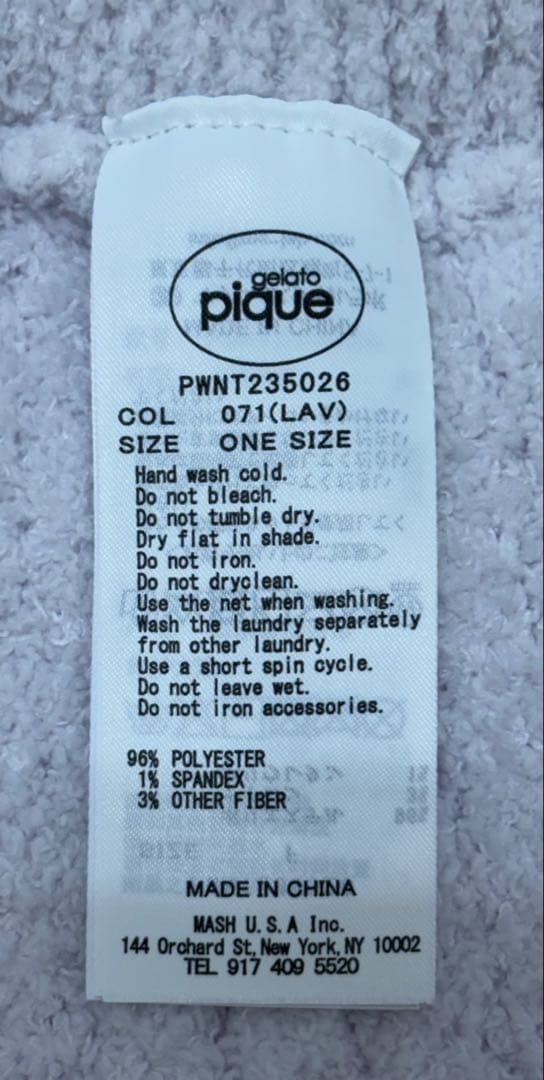 gelato
pique
PWNT235026
COL 071(LAV)
SIZE ONE SIZE
Hand wash cold.
Do not bleach.
Do not tumble dry.
Dry flat in shade.
Do not iron.
Do not dryclean.
Use the net when washing.
Wash the laundry separately
from other laundry.
Use a short spin cycle.
Do not leave wet.
Do not iron accessories.
96% POLYESTER
1% SPANDEX
3% OTHER FIBER
MADE IN CHINA
MASH U.S.A Inc.
144 Orchard St, New York, NY 10002
TEL 917 409 5520